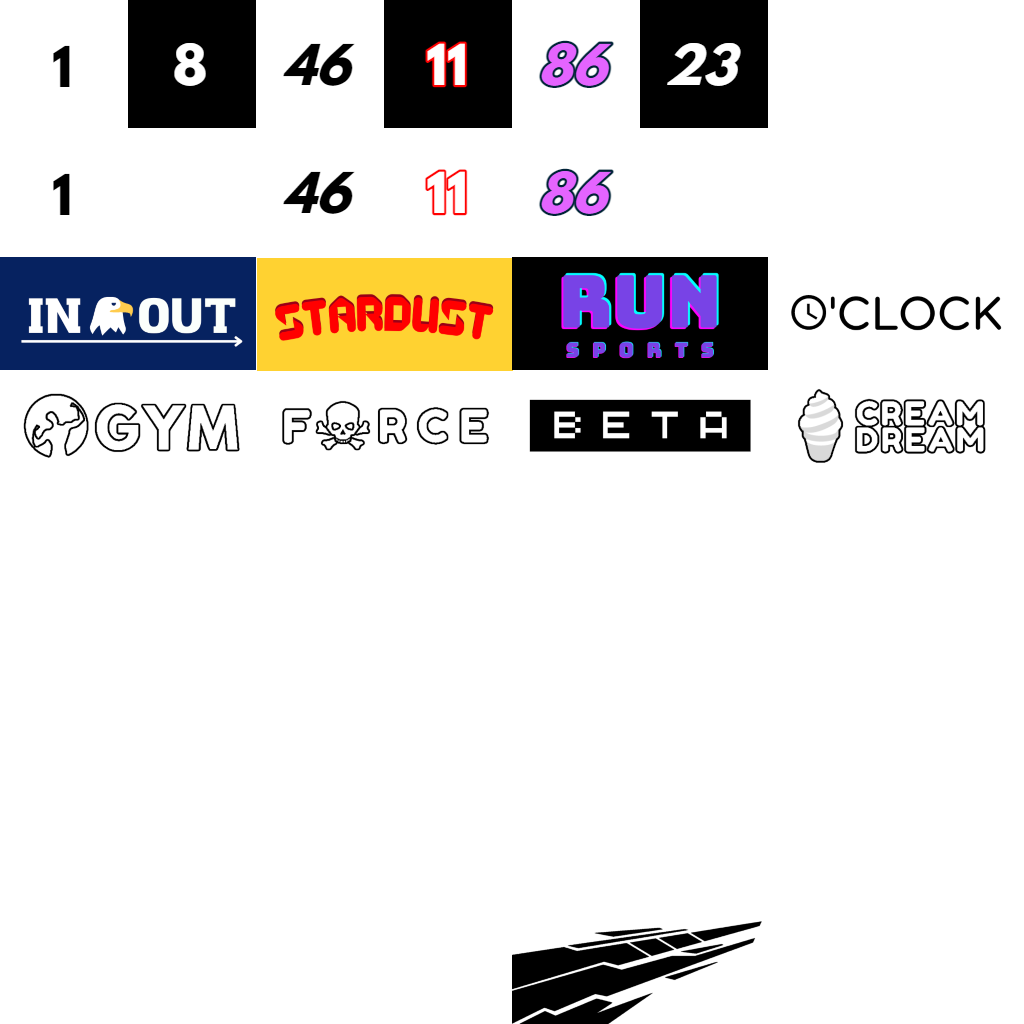 1 8 46 11 86 23
1 46 11 86
IN OUT STARDUST RUN SPORTS O'CLOCK
GYM FORCE BETA CREAM DREAM